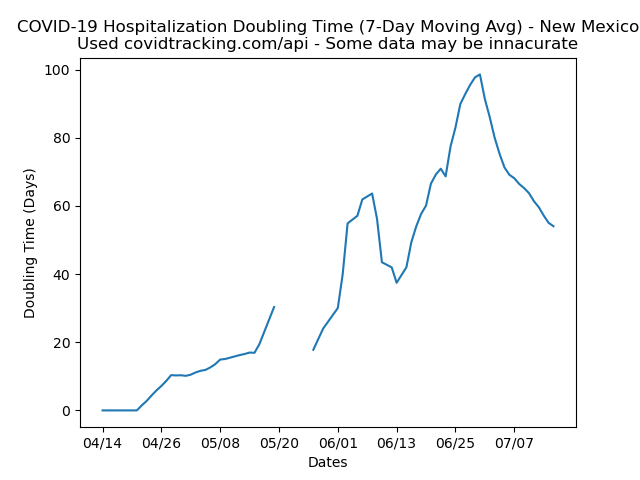 COVID-19 Hospitalization Doubling Time (7-Day Moving Avg) - New Mexico
Used covidtracking.com/api - Some data may be innacurate
100
80
60
40
20
0
Doubling Time (Days)
04/14 04/26 05/08 05/20 06/01 06/13 06/25 07/07
Dates